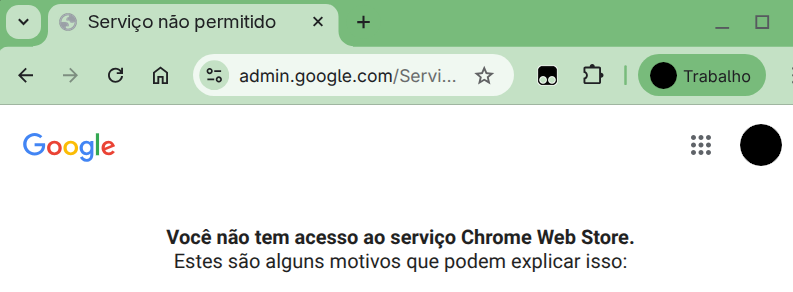 Serviço não permitido
admin.google.com/Servi...
Trabalho
Google
Você não tem acesso ao serviço Chrome Web Store.
Estes são alguns motivos que podem explicar isso: